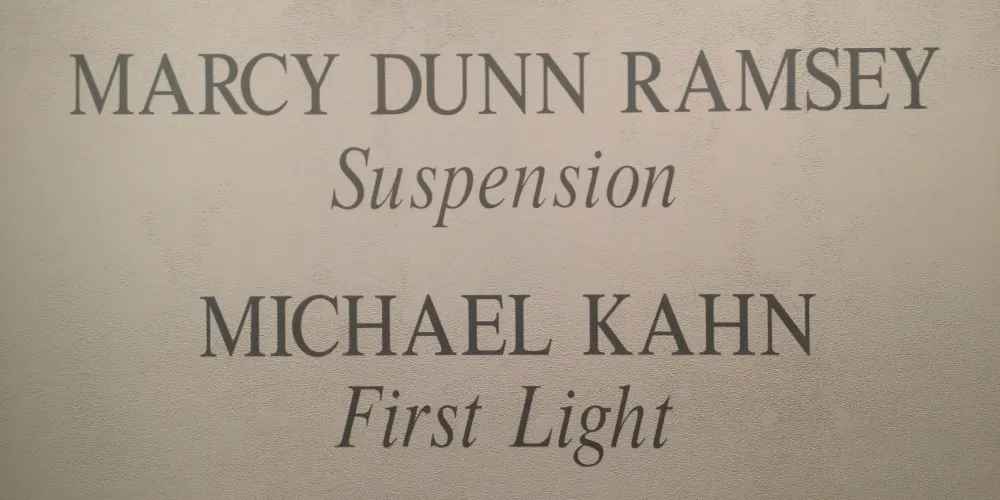 MARCY DUNN RAMSEY
Suspension
MICHAEL KAHN
First Light